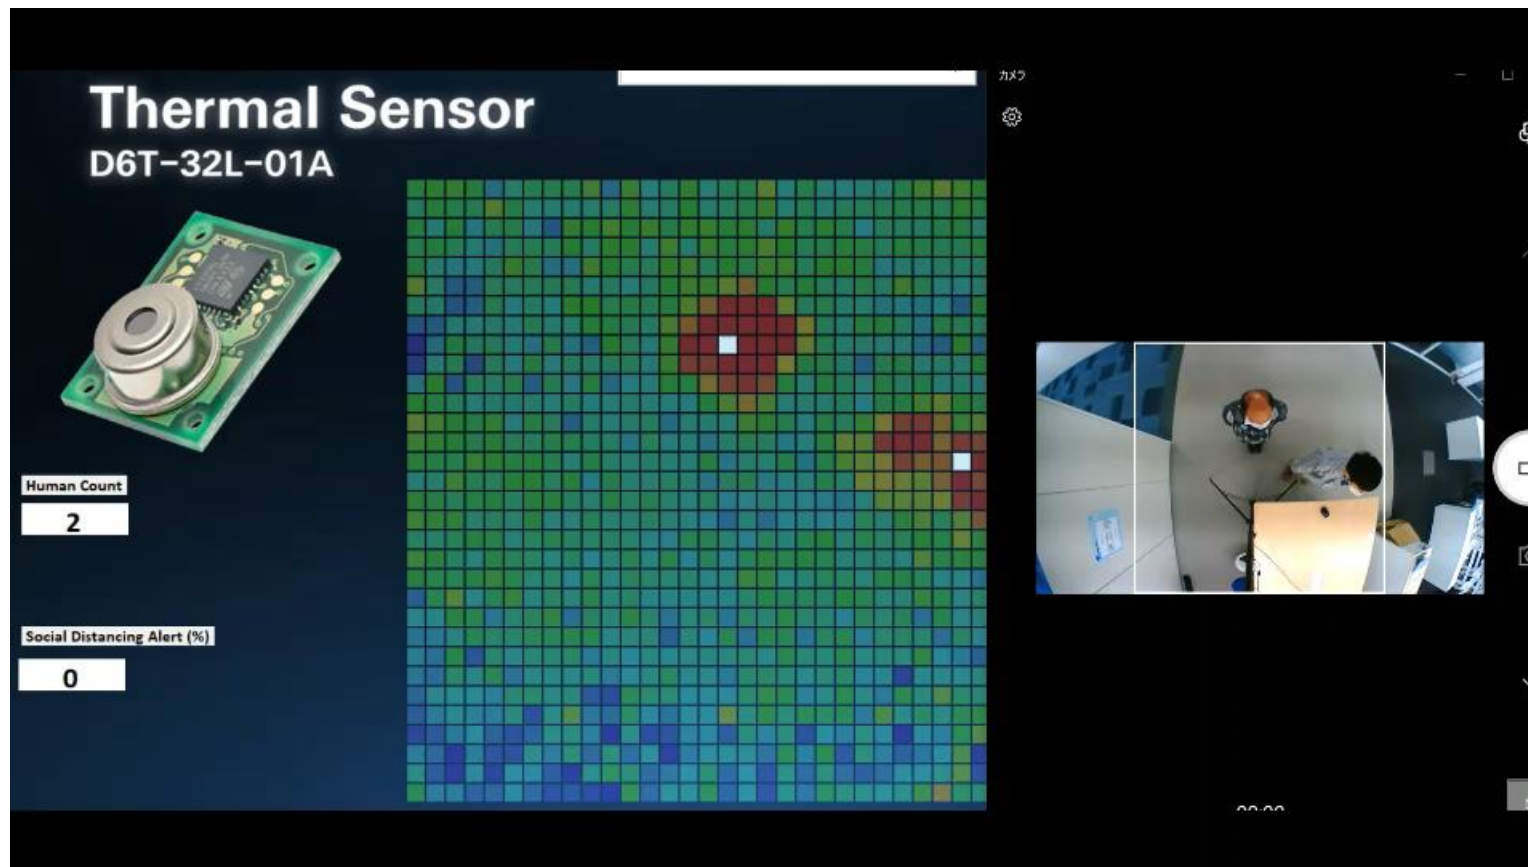 Thermal Sensor
D6T-32L-01A
カメラ
Human Count
2
Social Distancing Alert (%)
0